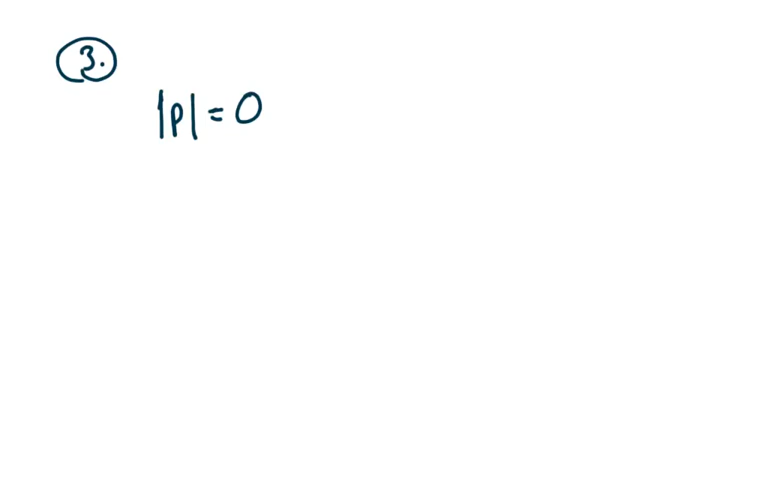 3.
|p| = 0